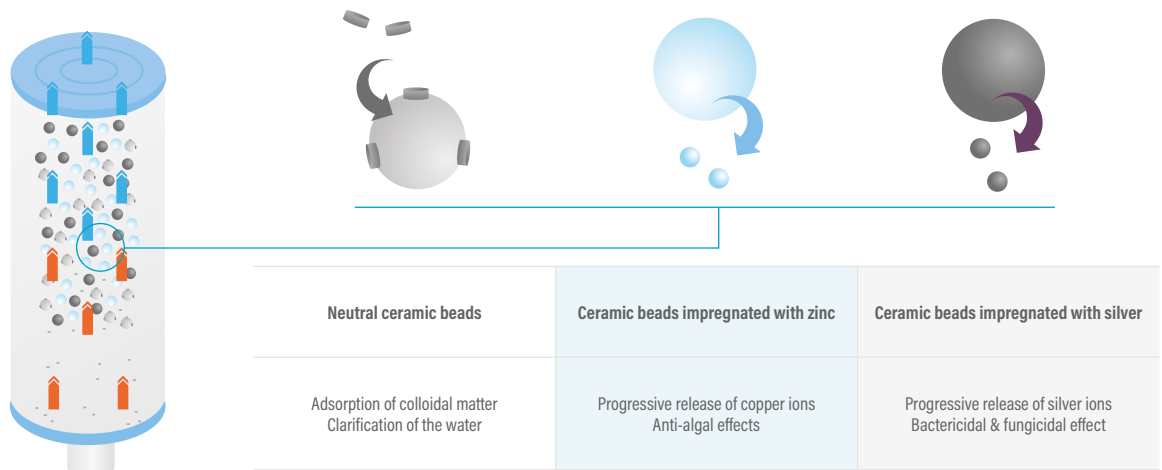 Neutral ceramic beads
Ceramic beads impregnated with zinc
Ceramic beads impregnated with silver
Adsorption of colloidal matter
Clarification of the water
Progressive release of copper ions
Anti-algal effects
Progressive release of silver ions
Bactericidal & fungicidal effect